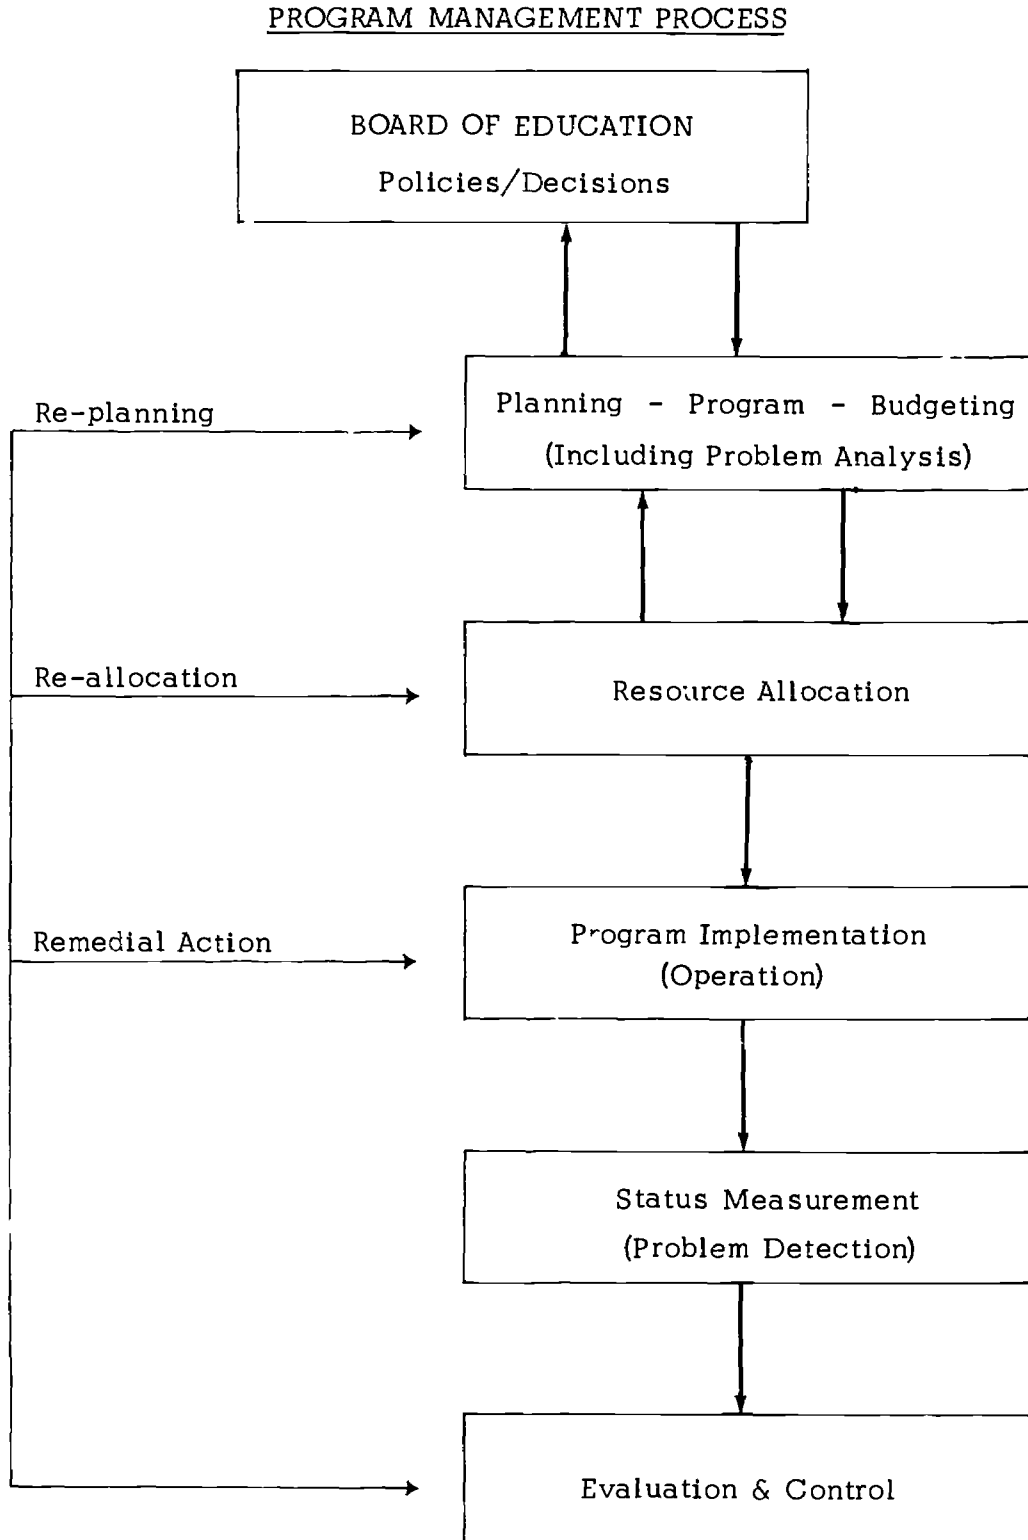 PROGRAM MANAGEMENT PROCESS
BOARD OF EDUCATION
Policies/Decisions
Re-planning
Planning - Program - Budgeting
(Including Problem Analysis)
Re-allocation
Resource Allocation
Remedial Action
Program Implementation
(Operation)
Status Measurement
(Problem Detection)
Evaluation & Control